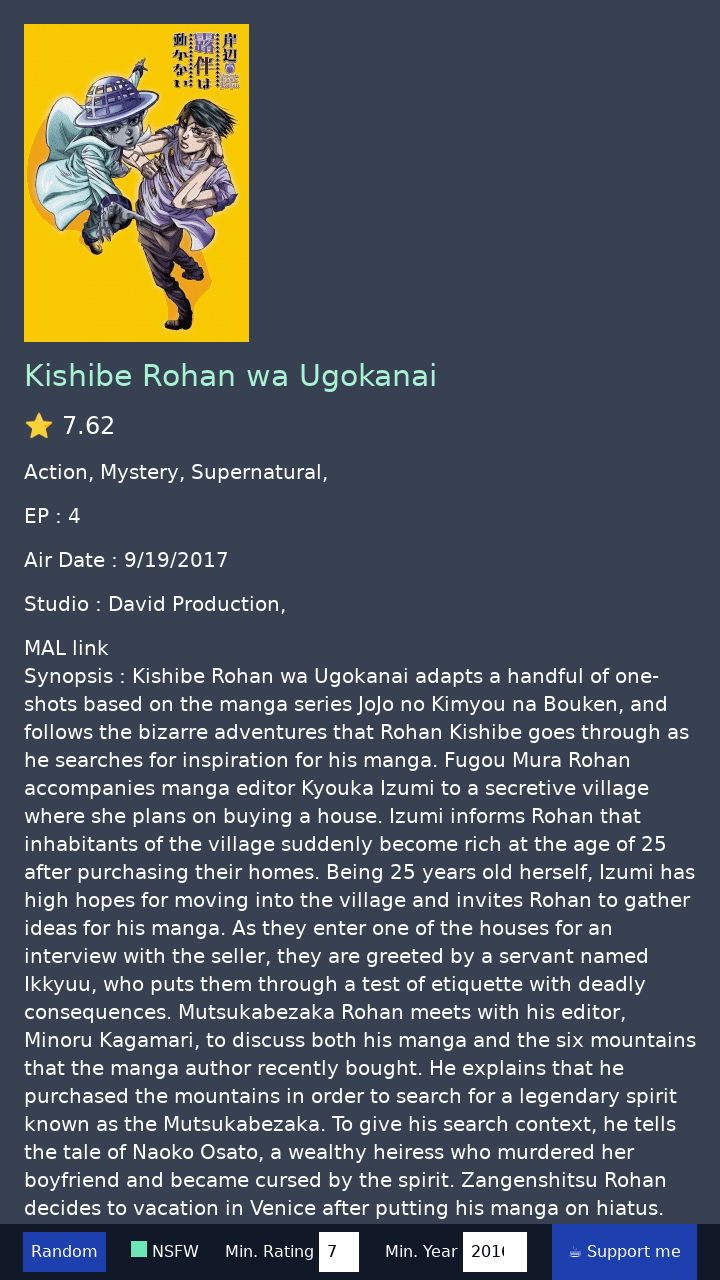 岸辺露伴は
動かない
Kishibe Rohan wa Ugokanai
7.62
Action, Mystery, Supernatural,
EP : 4
Air Date : 9/19/2017
Studio : David Production,
MAL link
Synopsis : Kishibe Rohan wa Ugokanai adapts a handful of one-
shots based on the manga series JoJo no Kimyou na Bouken, and
follows the bizarre adventures that Rohan Kishibe goes through as
he searches for inspiration for his manga. Fugou Mura Rohan
accompanies manga editor Kyouka Izumi to a secretive village
where she plans on buying a house. Izumi informs Rohan that
inhabitants of the village suddenly become rich at the age of 25
after purchasing their homes. Being 25 years old herself, Izumi has
high hopes for moving into the village and invites Rohan to gather
ideas for his manga. As they enter one of the houses for an
interview with the seller, they are greeted by a servant named
Ikkyuu, who puts them through a test of etiquette with deadly
consequences. Mutsukabezaka Rohan meets with his editor,
Minoru Kagamari, to discuss both his manga and the six mountains
that the manga author recently bought. He explains that he
purchased the mountains in order to search for a legendary spirit
known as the Mutsukabezaka. To give his search context, he tells
the tale of Naoko Osato, a wealthy heiress who murdered her
boyfriend and became cursed by the spirit. Zangenshitsu Rohan
decides to vacation in Venice after putting his manga on hiatus.
Random NSFW Min. Rating 7 Min. Year 2016 Support me